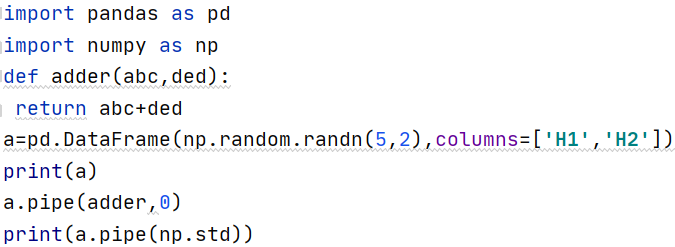 import pandas as pd
import numpy as np
def adder(abc,ded):
 return abc+ded
a=pd.DataFrame(np.random.randn(5,2),columns=['H1','H2'])
print(a)
a.pipe(adder,0)
print(a.pipe(np.std))